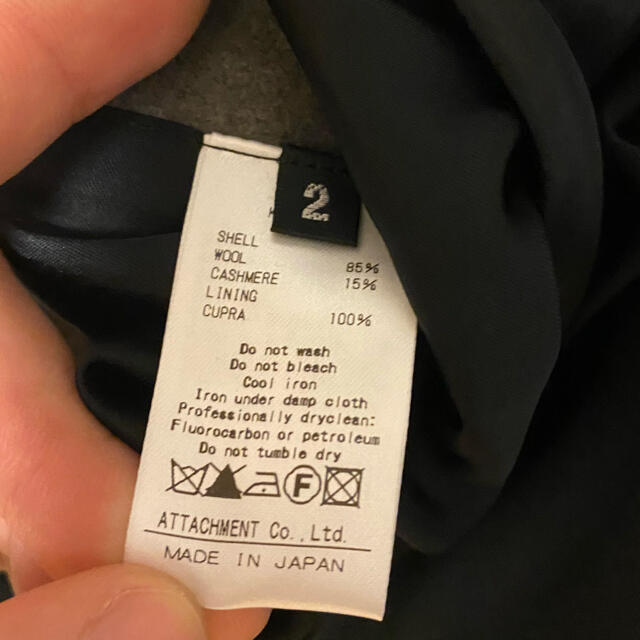 2
SHELL
WOOL 85%
CASHMERE 15%
LINING
CUPRA 100%
Do not wash
Do not bleach
Cool iron
Iron under damp cloth
Professionally dryclean:
Fluorocarbon or petroleum
Do not tumble dry
F
ATTACHMENT Co.,Ltd.
MADE IN JAPAN